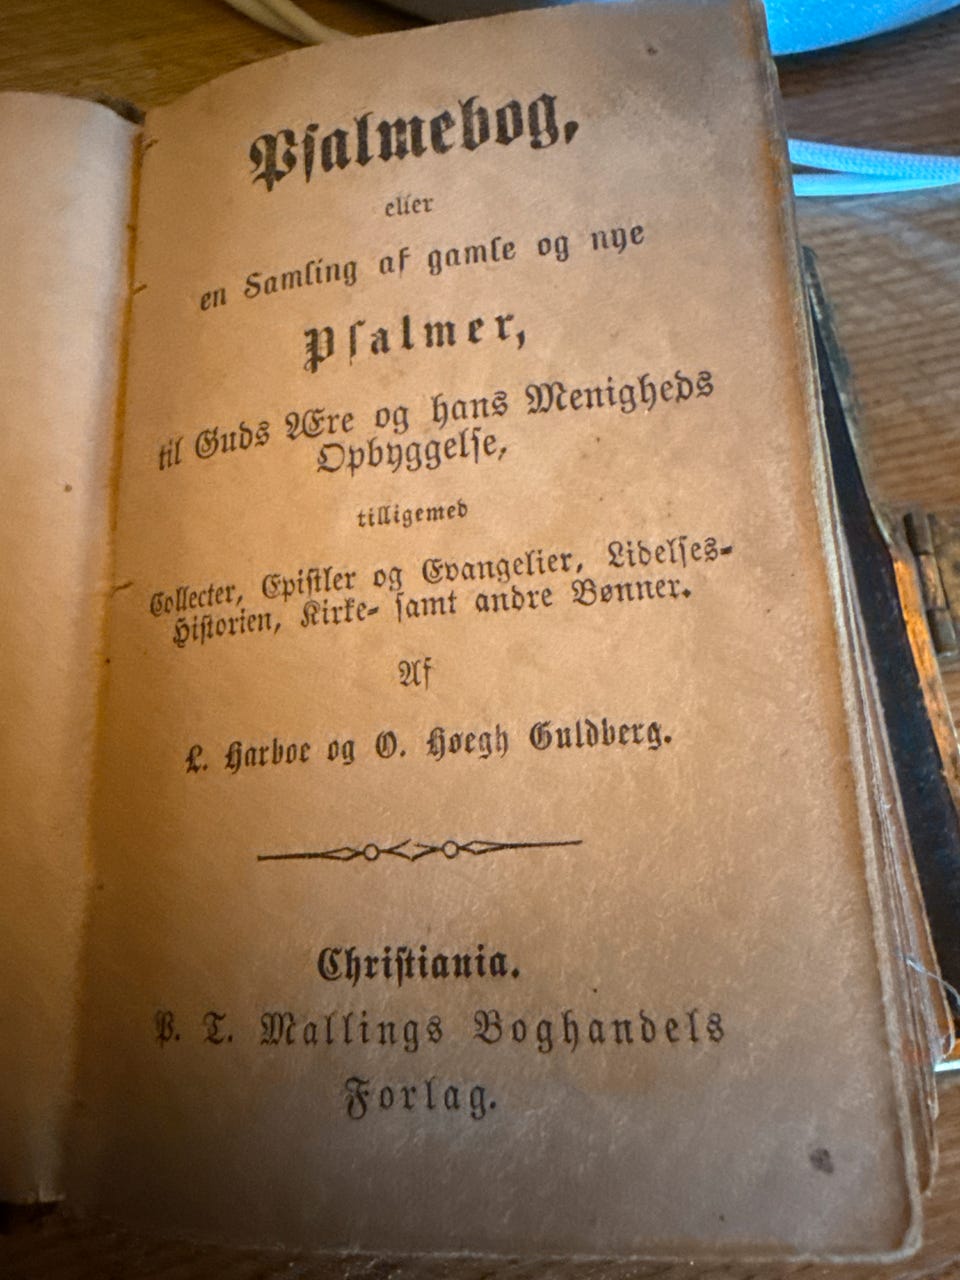 Psalmebog,
eller
en Samling af gamle og nye
Psalmer,
til Guds Ære og hans Menigheds
Opbyggelse,
tilligemed
Collecter, Epistler og Evangelier, Lidelses-
Historien, Kirke- samt andre Bønner.
Af
L. Harboe og O. Høegh Guldberg.
Christiania.
P. T. Mallings Boghandels
Forlag.